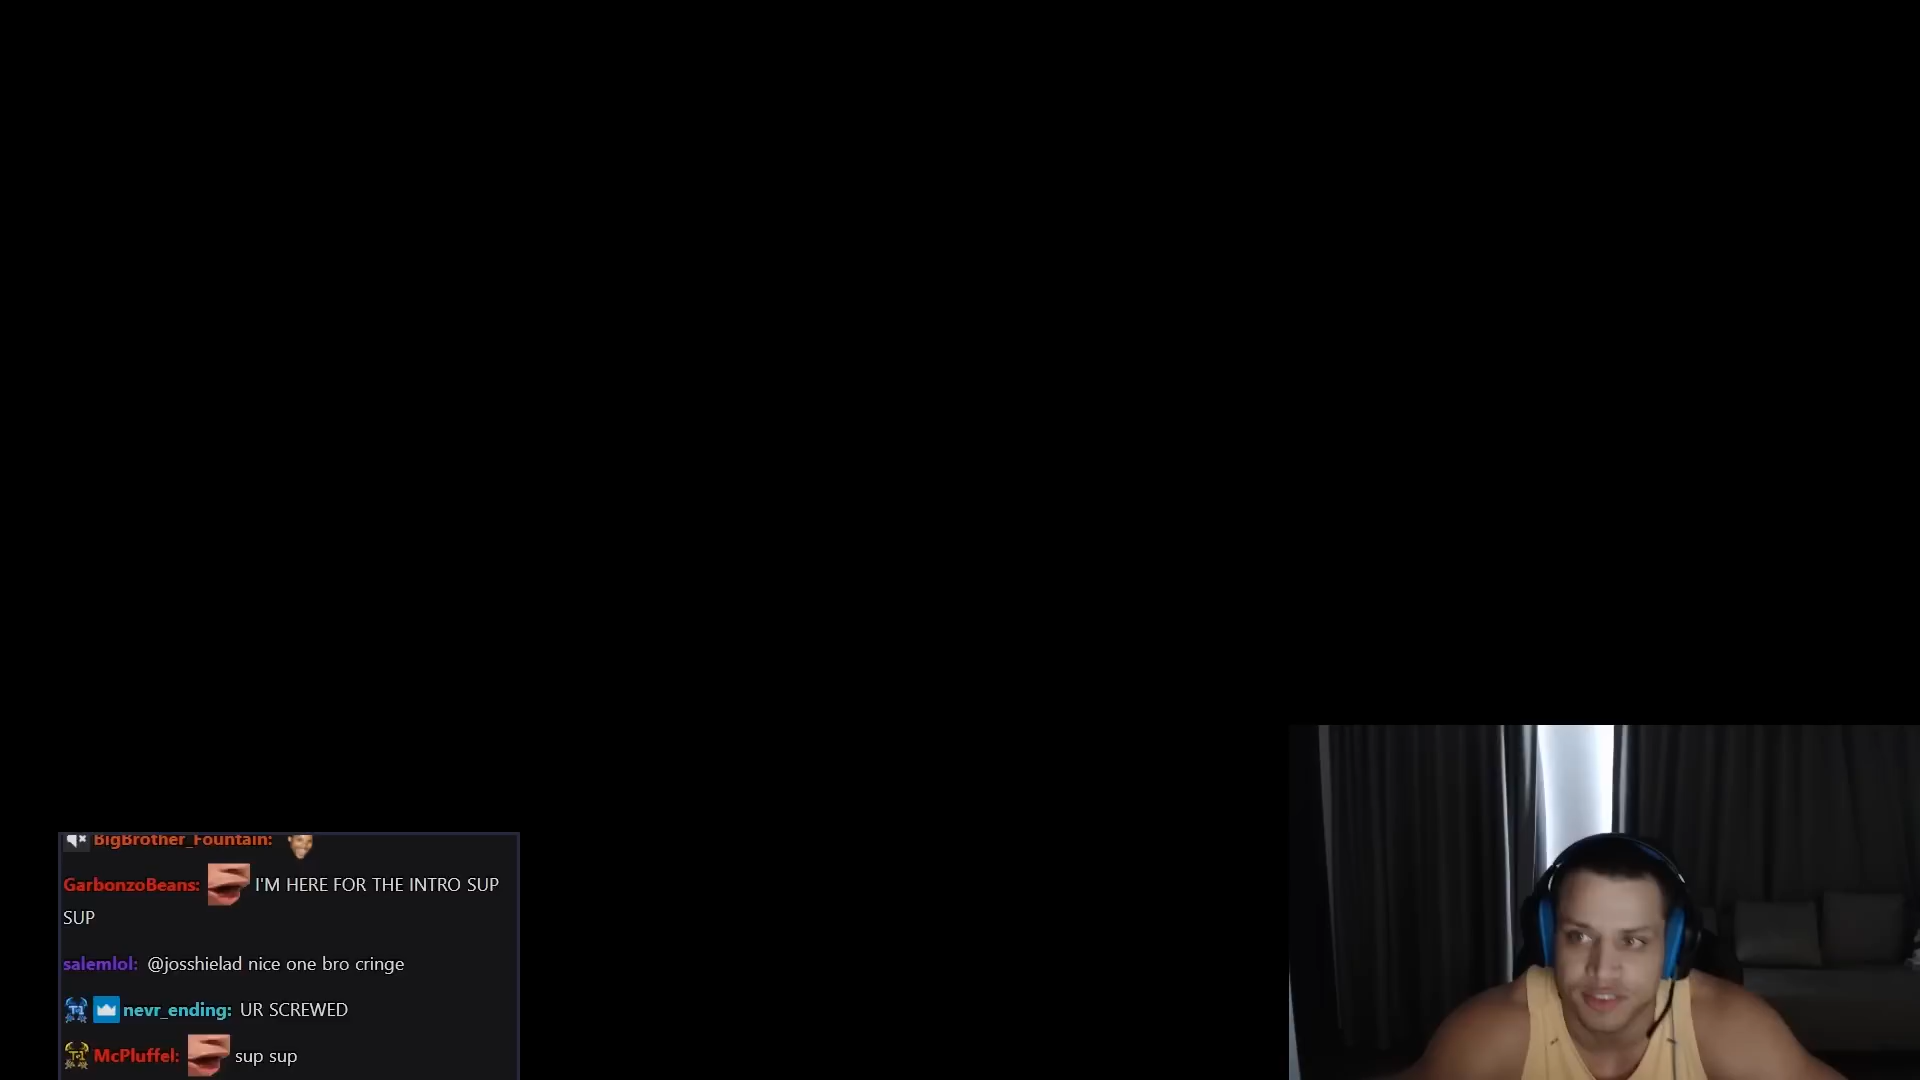 BigBrother_Fountain:
GarbonzoBeans: I'M HERE FOR THE INTRO SUP
SUP
salemlol: @josshielad nice one bro cringe
nevr_ending: UR SCREWED
McPluffel: sup sup